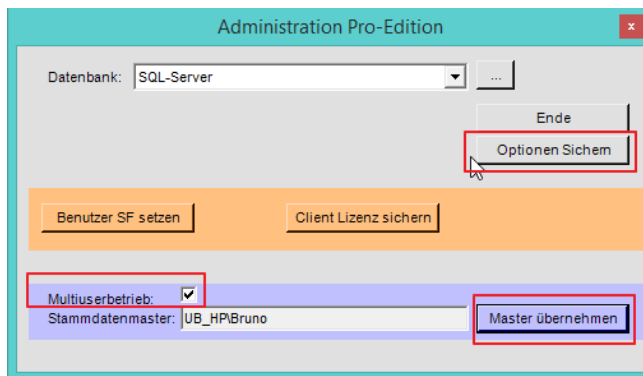 Administration Pro-Edition
x
Datenbank: SQL-Server ...
Ende
Optionen Sichern
Benutzer SF setzen Client Lizenz sichern
Multiuserbetrieb:
Stammdatenmaster: UB_HP\Bruno Master übernehmen